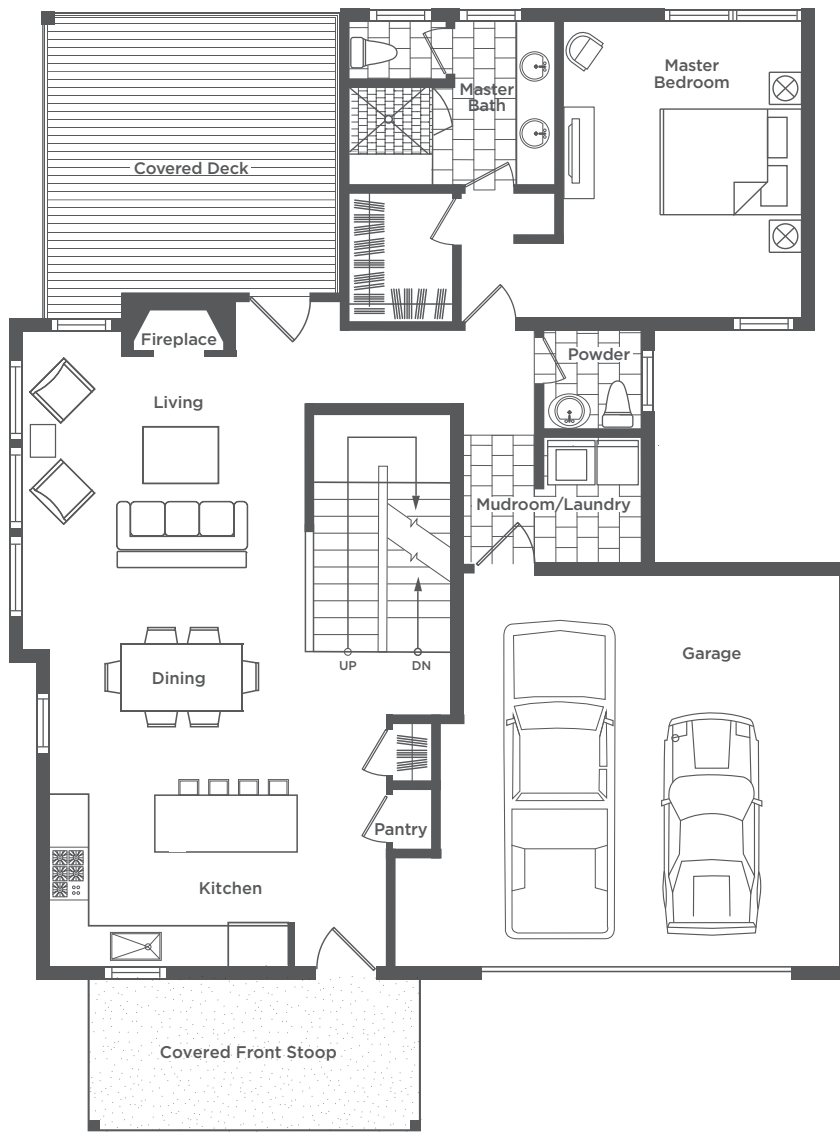 Master
Bedroom
Master
Bath
Covered Deck
Fireplace
Powder
Living
Mudroom/Laundry
Garage
UP
DN
Dining
Pantry
Kitchen
Covered Front Stoop